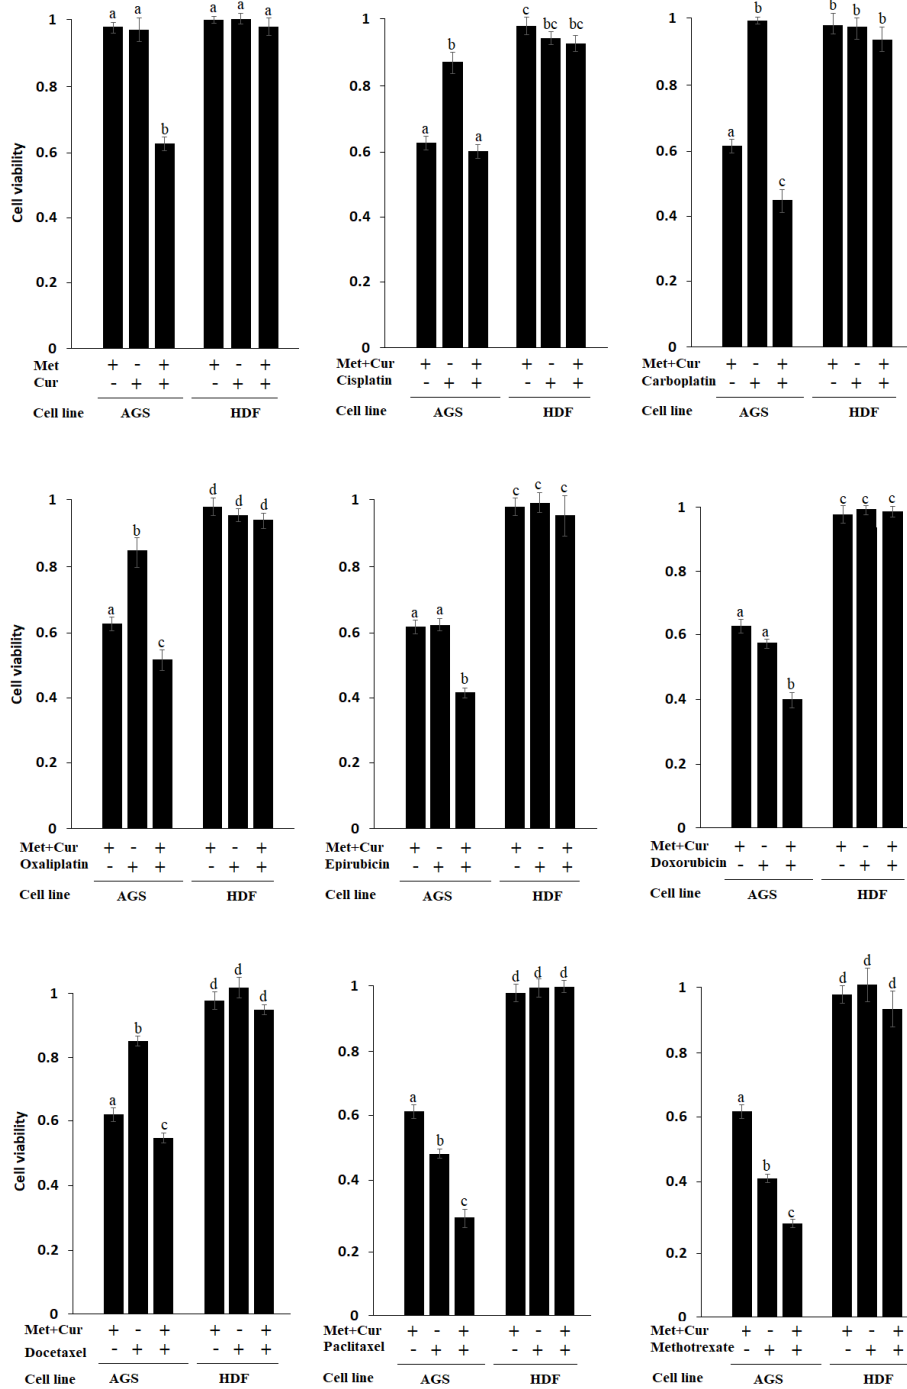 Cell viability
1
0.8
0.6
0.4
0.2
0
a a b a a a
Met + - + + - +
Cur - + + - + +
Cell line AGS HDF
1
0.8
0.6
0.4
0.2
0
a b a c bc bc
Met+Cur + - + + - +
Cisplatin - + + - + +
Cell line AGS HDF
1
0.8
0.6
0.4
0.2
0
a b c b b b
Met+Cur + - + + - +
Carboplatin - + + - + +
Cell line AGS HDF
Cell viability
1
0.8
0.6
0.4
0.2
0
a b c d d d
Met+Cur + - + + - +
Oxaliplatin - + + - + +
Cell line AGS HDF
1
0.8
0.6
0.4
0.2
0
a a b c c c
Met+Cur + - + + - +
Epirubicin - + + - + +
Cell line AGS HDF
1
0.8
0.6
0.4
0.2
0
a a b c c c
Met+Cur + - + + - +
Doxorubicin - + + - + +
Cell line AGS HDF
Cell viability
1
0.8
0.6
0.4
0.2
0
a b c d d d
Met+Cur + - + + - +
Docetaxel - + + - + +
Cell line AGS HDF
1
0.8
0.6
0.4
0.2
0
a b c d d d
Met+Cur + - + + - +
Paclitaxel - + + - + +
Cell line AGS HDF
1
0.8
0.6
0.4
0.2
0
a b c d d d
Met+Cur + - + + - +
Methotrexate - + + - + +
Cell line AGS HDF